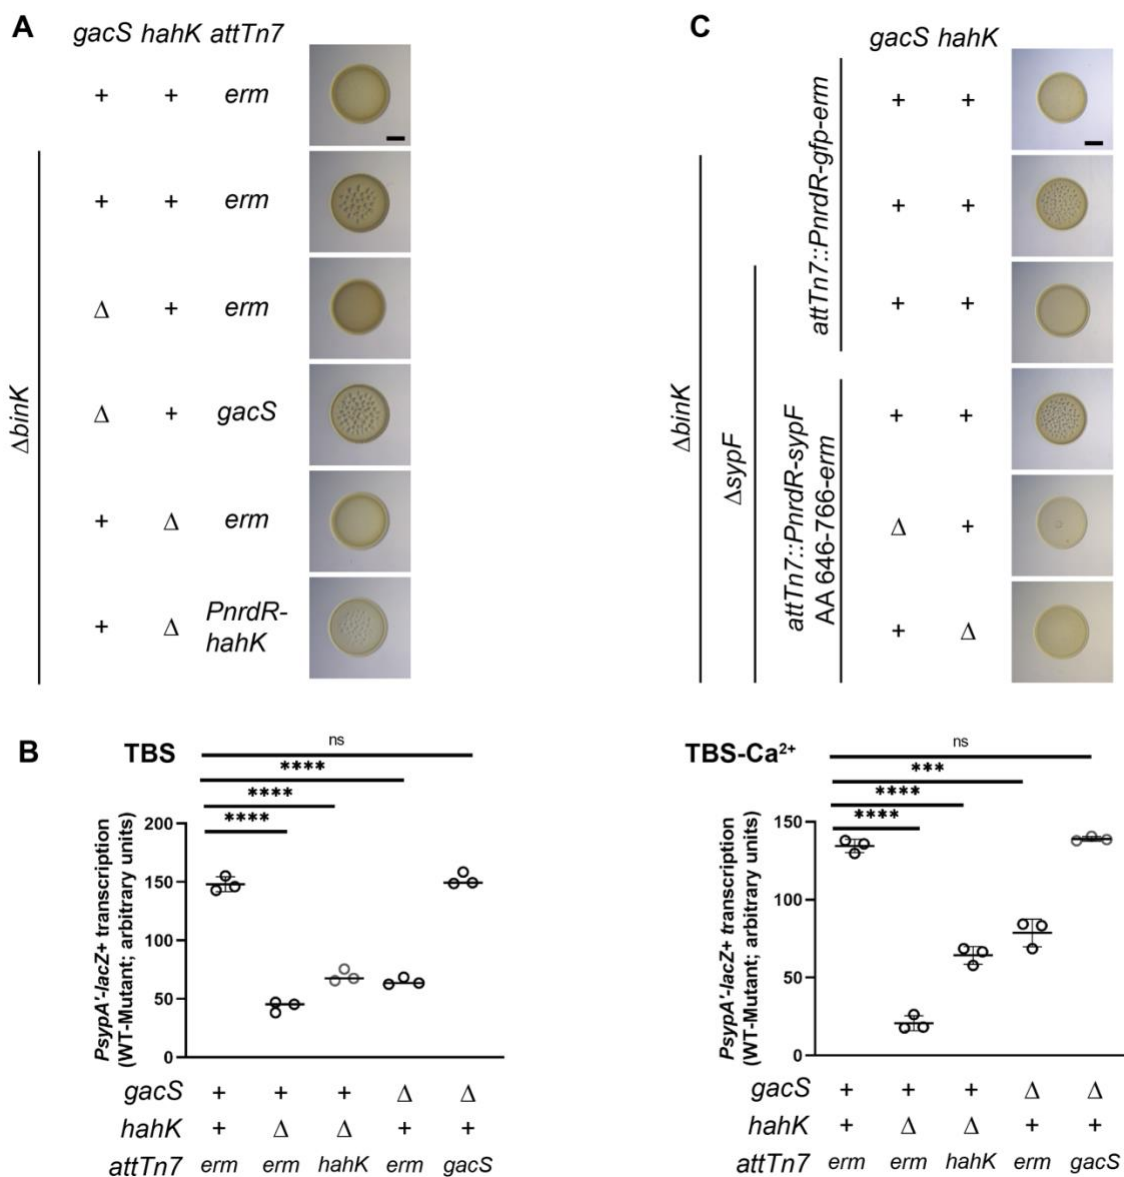 A
gacS hahK attTn7
+ + erm
+ + erm
Δ + erm
Δ + gacS
+ Δ erm
+ Δ PnrdR-
hahK
ΔbinK
C
gacS hahK
+ +
+ +
+ +
+ +
Δ +
+ Δ
ΔbinK
ΔsypF
attTn7::PnrdR-gfp-erm
attTn7::PnrdR-sypF
AA 646-766-erm
B
TBS
ns
****
****
****
PsypA'-lacZ+ transcription
(WT-Mutant; arbitrary units)
200
150
100
50
0
gacS + + + Δ Δ
hahK + Δ Δ + +
attTn7 erm erm hahK erm gacS
TBS-Ca²⁺
ns
***
****
****
PsypA'-lacZ+ transcription
(WT-Mutant; arbitrary units)
150
100
50
0
gacS + + + Δ Δ
hahK + Δ Δ + +
attTn7 erm erm hahK erm gacS